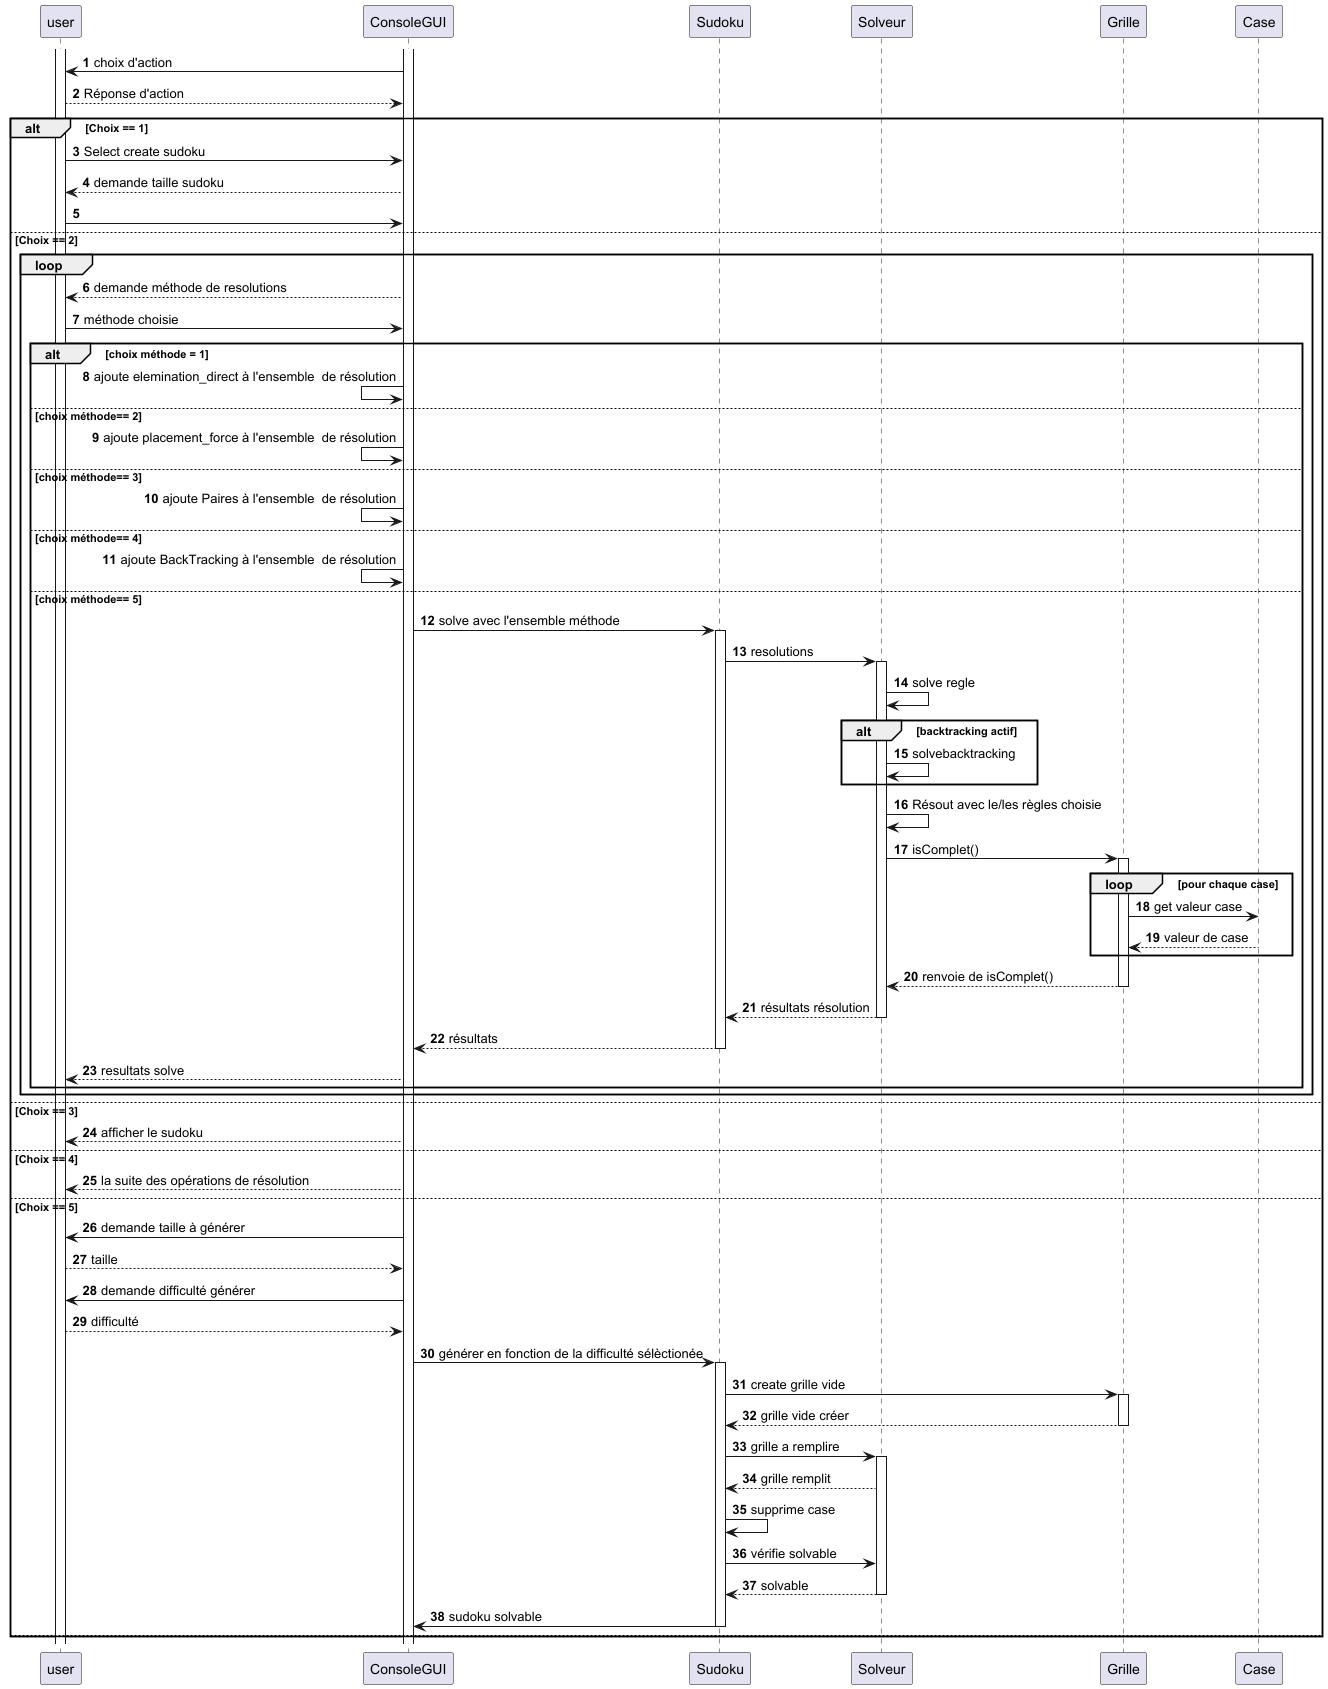 user ConsoleGUI Sudoku Solveur Grille Case
1 choix d'action
2 Réponse d'action
alt [Choix == 1]
3 Select create sudoku
4 demande taille sudoku
5
[Choix == 2]
loop
6 demande méthode de resolutions
7 méthode choisie
alt [choix méthode = 1]
8 ajoute elemination_direct à l'ensemble  de résolution
[choix méthode== 2]
9 ajoute placement_force à l'ensemble  de résolution
[choix méthode== 3]
10 ajoute Paires à l'ensemble  de résolution
[choix méthode== 4]
11 ajoute BackTracking à l'ensemble  de résolution
[choix méthode== 5]
12 solve avec l'ensemble méthode
13 resolutions
14 solve regle
alt [backtracking actif]
15 solvebacktracking
16 Résout avec le/les règles choisie
17 isComplet()
loop [pour chaque case]
18 get valeur case
19 valeur de case
20 renvoie de isComplet()
21 résultats résolution
22 résultats
23 resultats solve
[Choix == 3]
24 afficher le sudoku
[Choix == 4]
25 la suite des opérations de résolution
[Choix == 5]
26 demande taille à générer
27 taille
28 demande difficulté générer
29 difficulté
30 générer en fonction de la difficulté sélèctionée
31 create grille vide
32 grille vide créer
33 grille a remplire
34 grille remplit
35 supprime case
36 vérifie solvable
37 solvable
38 sudoku solvable
user ConsoleGUI Sudoku Solveur Grille Case